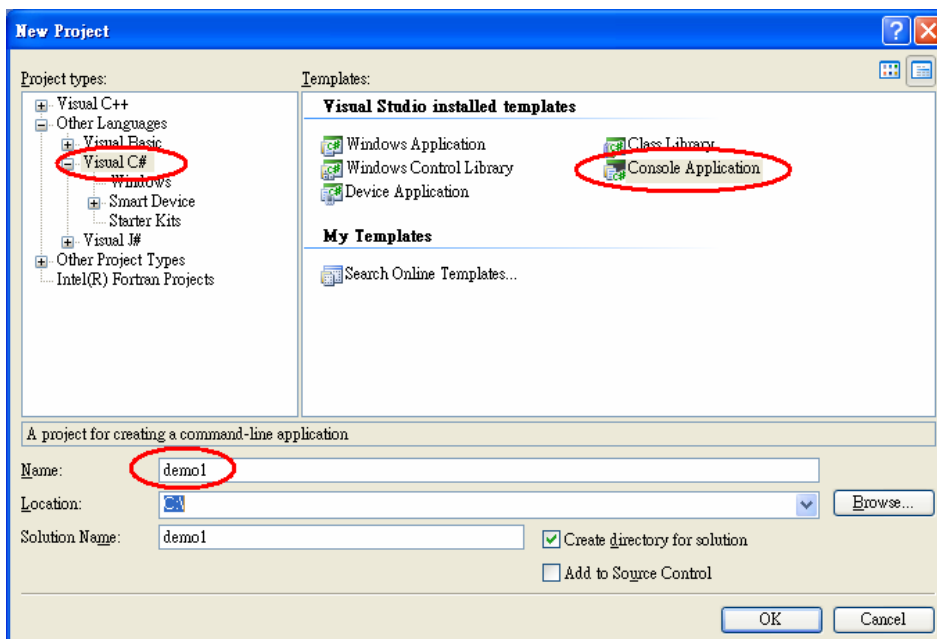 New Project
Project types:
Templates:
Visual C++
Other Languages
Visual Basic
Visual C#
Windows
Smart Device
Starter Kits
Visual J#
Other Project Types
Intel(R) Fortran Projects
Visual Studio installed templates
Windows Application
Class Library
Windows Control Library
Console Application
Device Application
My Templates
Search Online Templates...
A project for creating a command-line application
Name:
demo1
Location:
C:\
Browse...
Solution Name:
demo1
Create directory for solution
Add to Source Control
OK
Cancel